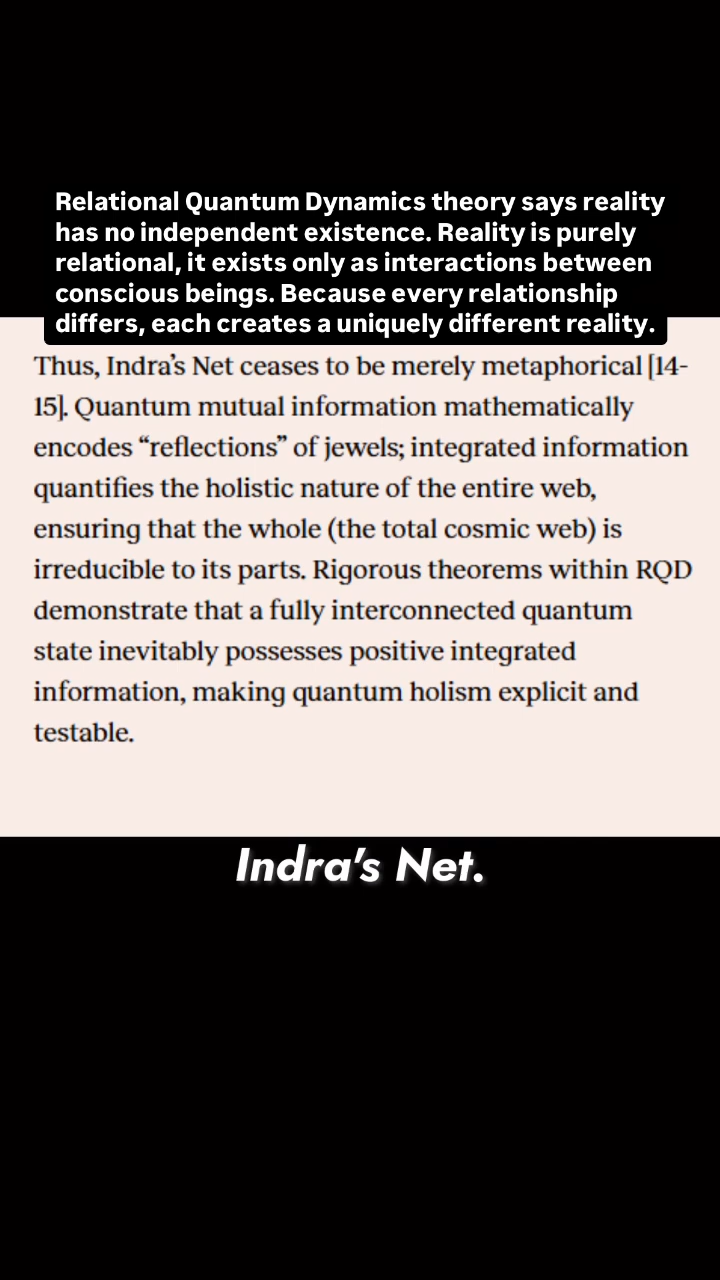 Relational Quantum Dynamics theory says reality
has no independent existence. Reality is purely
relational, it exists only as interactions between
conscious beings. Because every relationship
differs, each creates a uniquely different reality.
Thus, Indra’s Net ceases to be merely metaphorical [14-
15]. Quantum mutual information mathematically
encodes “reflections” of jewels; integrated information
quantifies the holistic nature of the entire web,
ensuring that the whole (the total cosmic web) is
irreducible to its parts. Rigorous theorems within RQD
demonstrate that a fully interconnected quantum
state inevitably possesses positive integrated
information, making quantum holism explicit and
testable.
Indra’s Net.